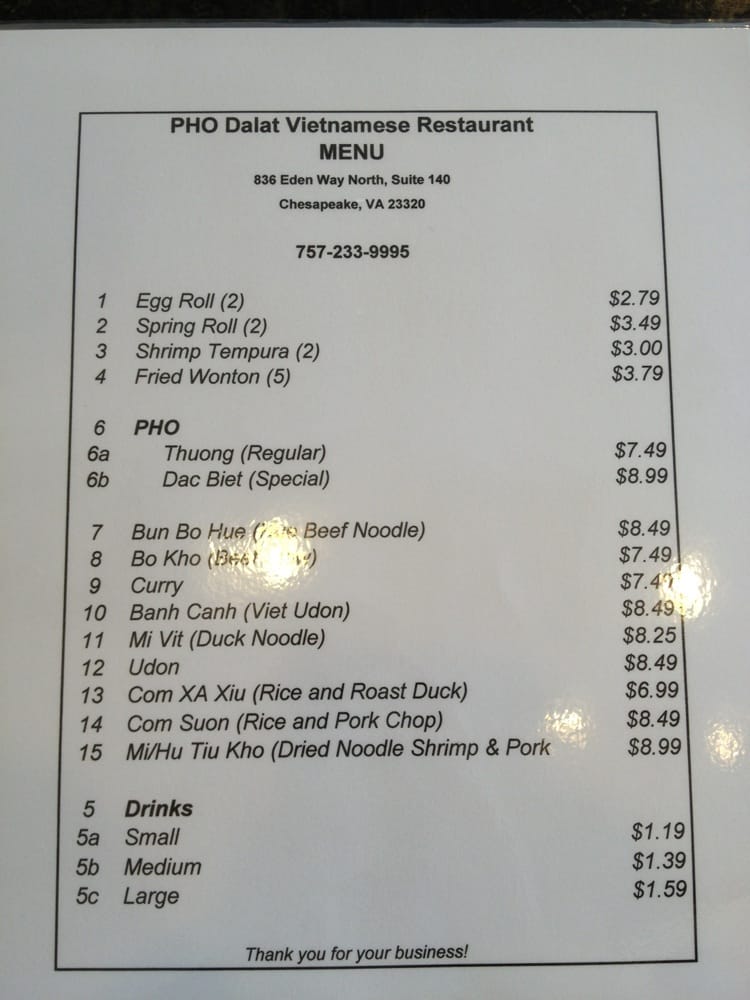 PHO Dalat Vietnamese Restaurant
MENU
836 Eden Way North, Suite 140
Chesapeake, VA 23320
757-233-9995
1 Egg Roll (2) $2.79
2 Spring Roll (2) $3.49
3 Shrimp Tempura (2) $3.00
4 Fried Wonton (5) $3.79
6 PHO
6a Thuong (Regular) $7.49
6b Dac Biet (Special) $8.99
7 Bun Bo Hue Beef Noodle) $8.49
8 Bo Kho (Beef $7.49
9 Curry $7.49
10 Banh Canh (Viet Udon) $8.49
11 Mi Vit (Duck Noodle) $8.25
12 Udon $8.49
13 Com XA Xiu (Rice and Roast Duck) $6.99
14 Com Suon (Rice and Pork Chop) $8.49
15 Mi/Hu Tiu Kho (Dried Noodle Shrimp & Pork $8.99
5 Drinks
5a Small $1.19
5b Medium $1.39
5c Large $1.59
Thank you for your business!